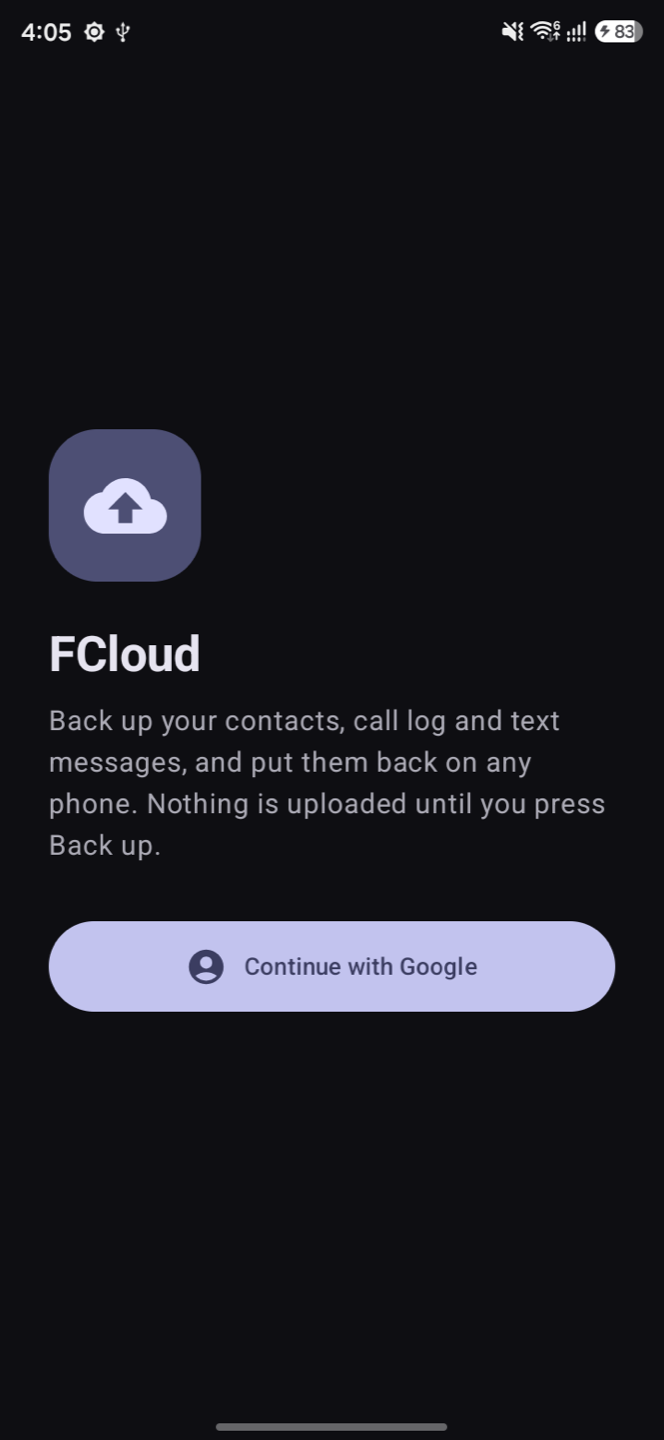 4:05
6
83
FCloud
Back up your contacts, call log and text
messages, and put them back on any
phone. Nothing is uploaded until you press
Back up.
Continue with Google